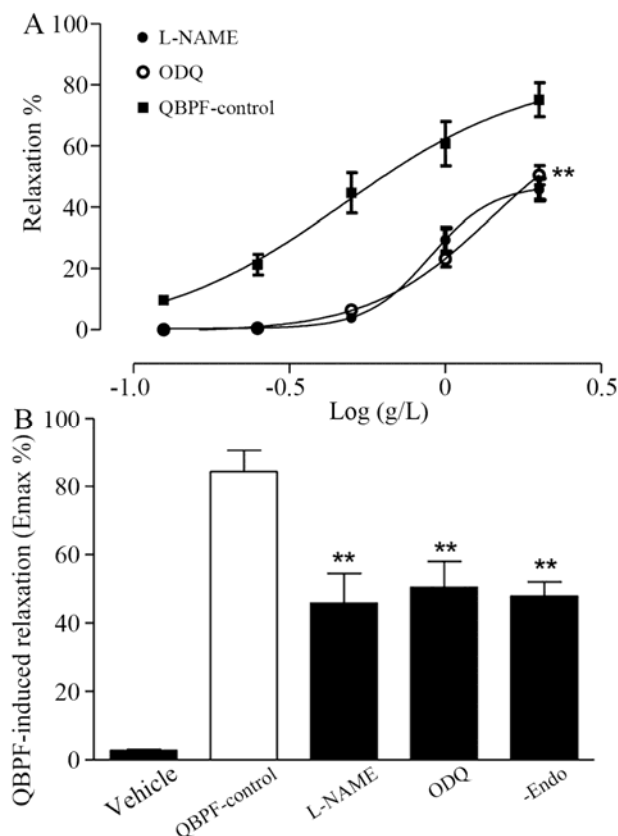 A
100
80
60
40
20
0
Relaxation %
L-NAME
ODQ
QBPF-control
**
-1.0 -0.5 0 0.5
Log (g/L)
B
100
80
60
40
20
0
QBPF-induced relaxation (Emax %)
** ** **
Vehicle QBPF-control L-NAME ODQ -Endo